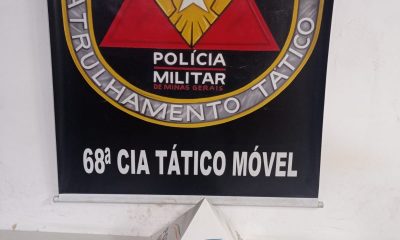 PATRULHAMENTO TÁTICO
POLÍCIA
MILITAR
DE MINAS GERAIS
68ª CIA TÁTICO MÓVEL